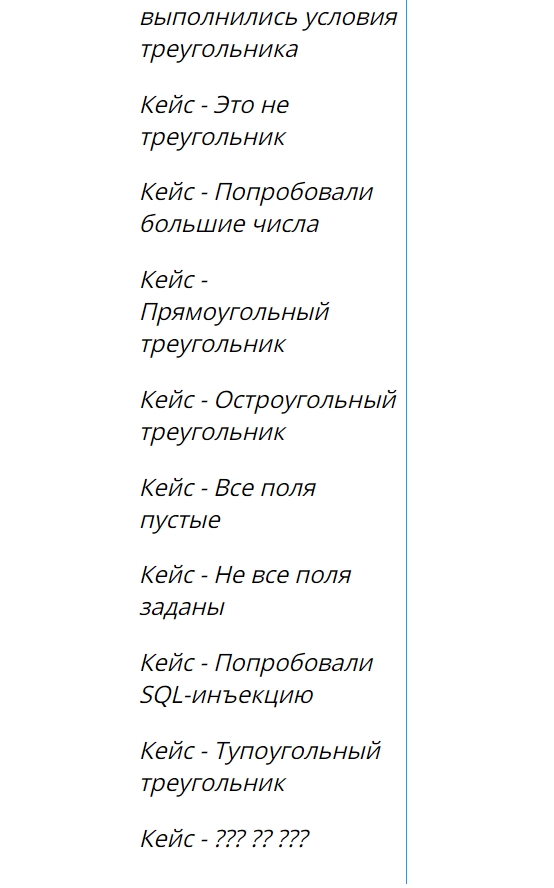 выполнились условия
треугольника
Кейс - Это не
треугольник
Кейс - Попробовали
большие числа
Кейс -
Прямоугольный
треугольник
Кейс - Остроугольный
треугольник
Кейс - Все поля
пустые
Кейс - Не все поля
заданы
Кейс - Попробовали
SQL-инъекцию
Кейс - Тупоугольный
треугольник
Кейс - ??? ?? ???